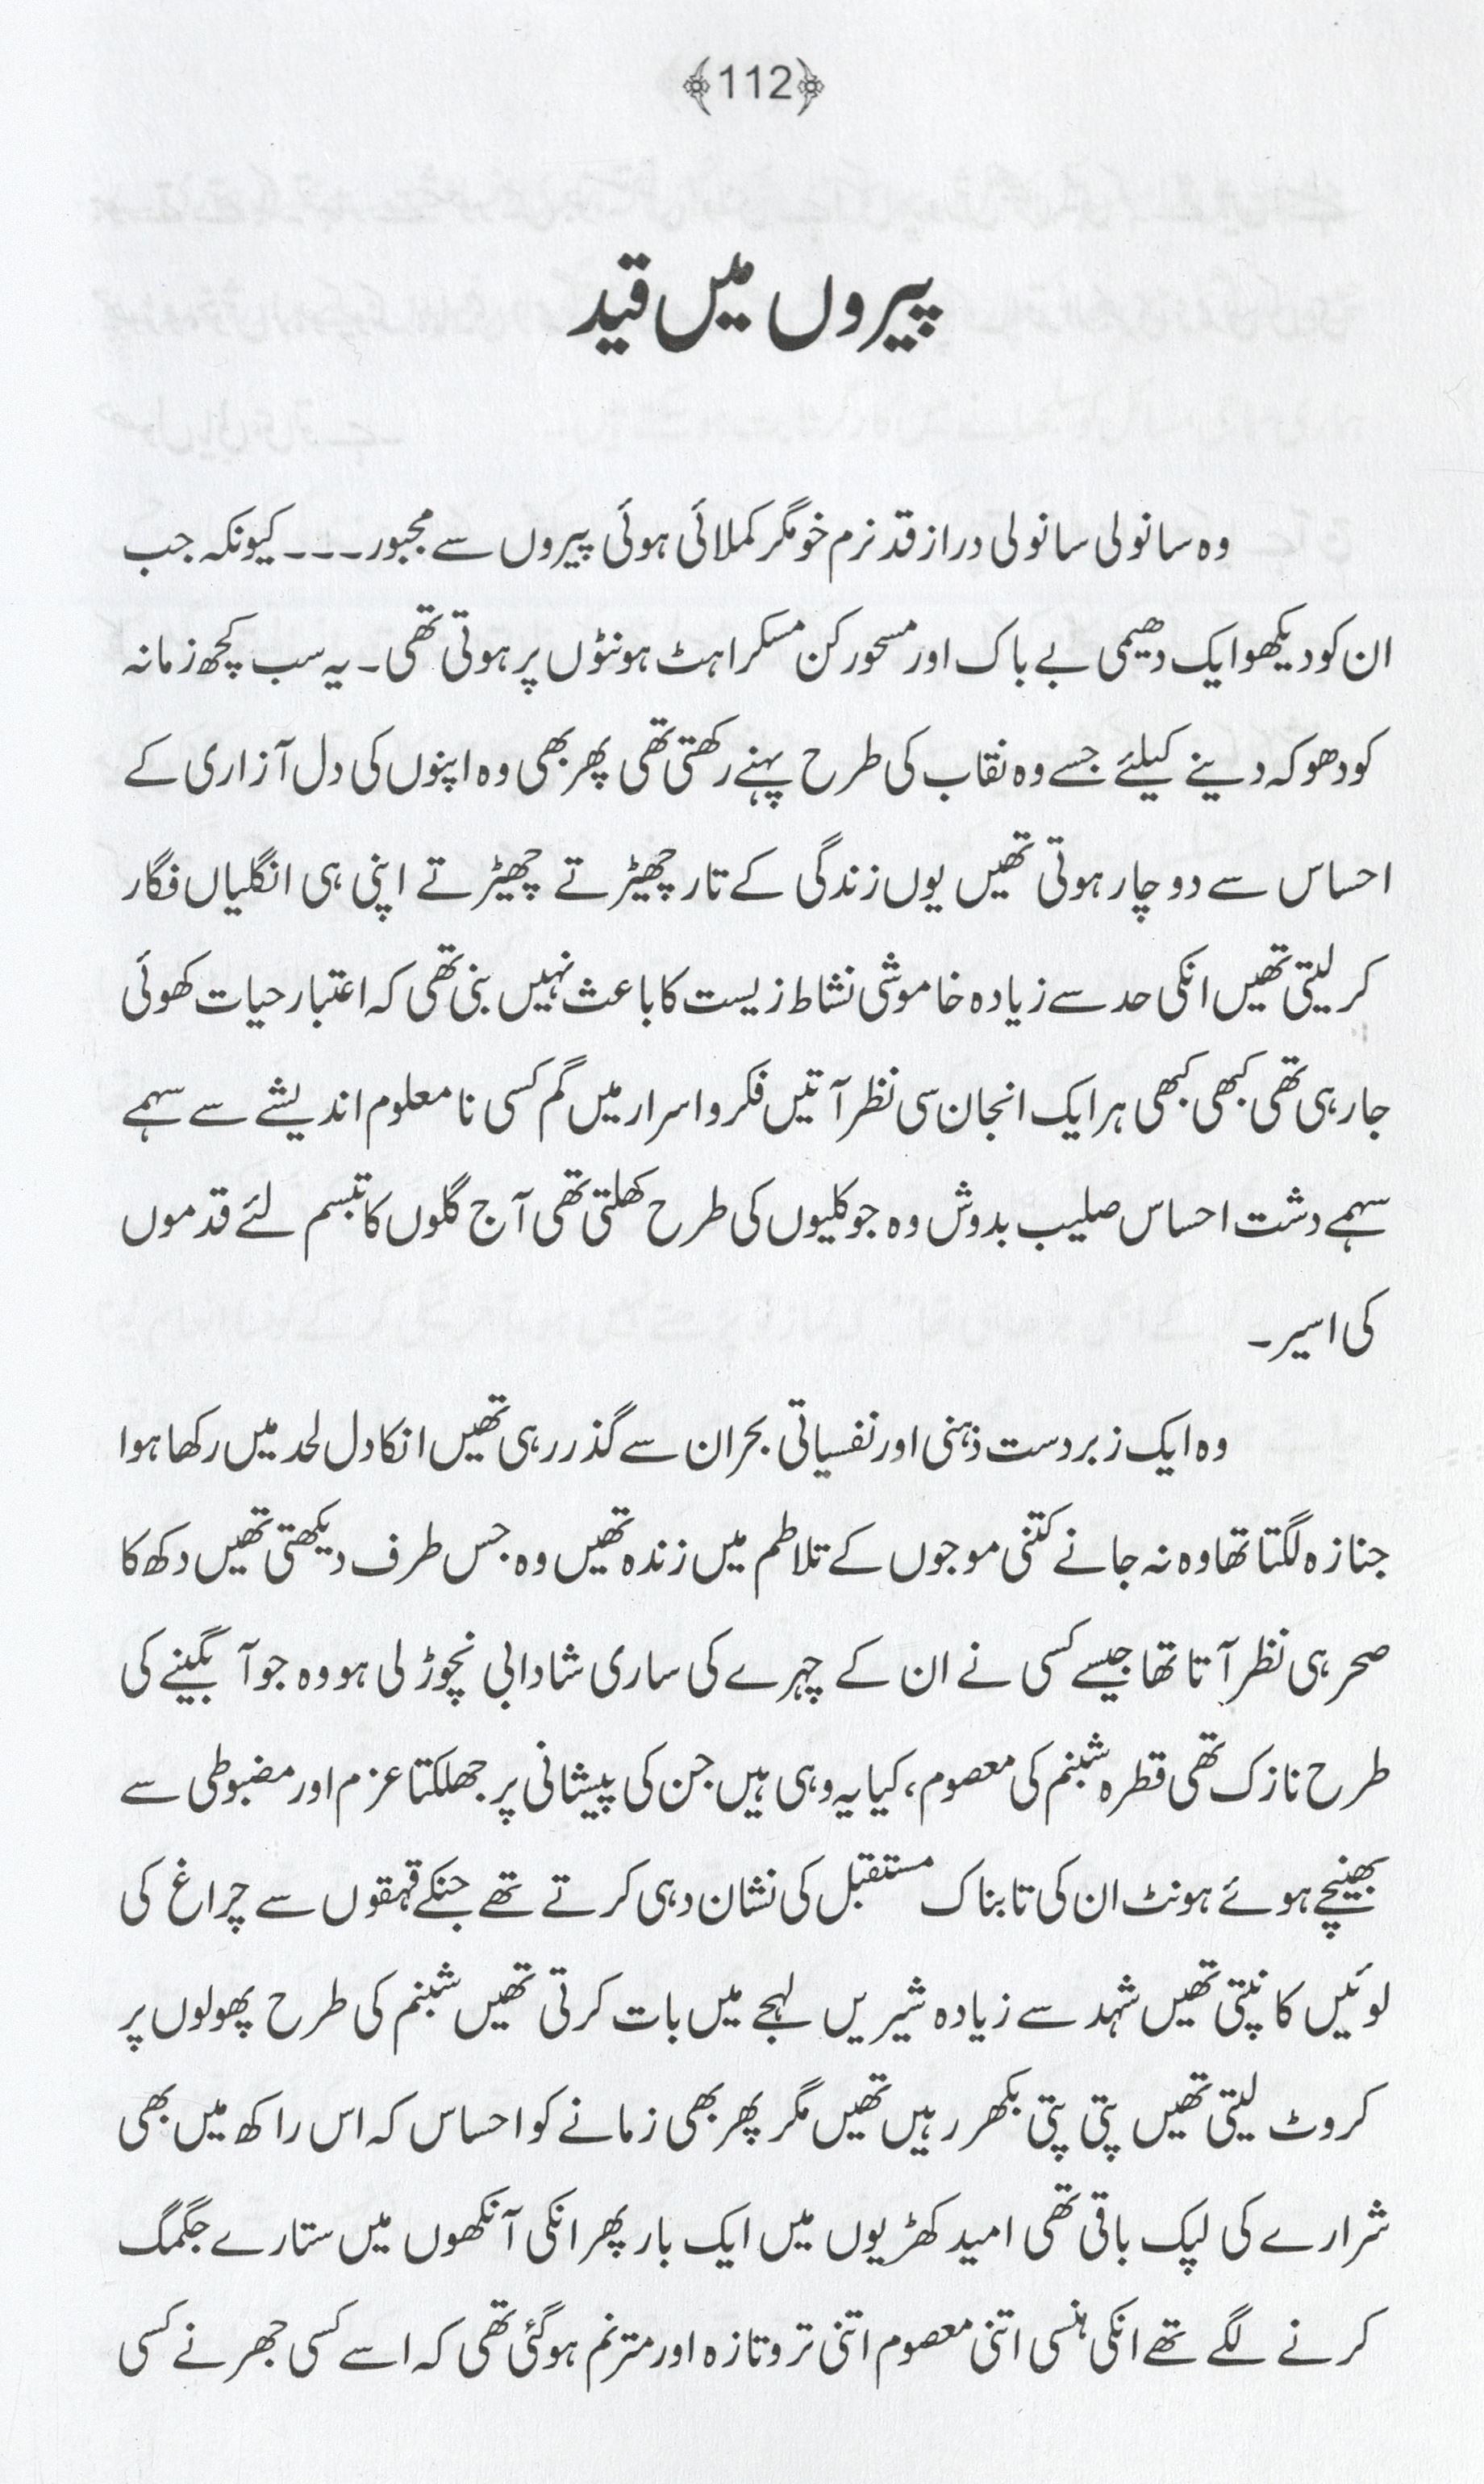 112
پیروں میں قید
وہ سانولی سانولی دراز قد نرم خو مگر کملائی ہوئی پیروں سے مجبور۔۔۔ کیونکہ جب
ان کو دیکھو ایک دھیمی بے باک اور مسحور کن مسکراہٹ ہونٹوں پر ہوتی تھی۔ یہ سب کچھ زمانہ
کو دھوکہ دینے کیلئے جسے وہ نقاب کی طرح پہنے رکھتی تھی پھر بھی وہ اپنوں کی دل آزاری کے
احساس سے دو چار ہوتی تھیں یوں زندگی کے تار چھیڑتے چھیڑتے اپنی ہی انگلیاں فگار
کر لیتی تھیں انکی حد سے زیادہ خاموشی نشاط زیست کا باعث نہیں بنی تھی کہ اعتبار حیات کھوئی
جا رہی تھی کبھی کبھی ہر ایک انجان سی نظر آتیں فکر و اسرار میں گم کسی نا معلوم اندیشے سے سہمے
سہمے دشت احساس صلیب بدوش وہ جو کلیوں کی طرح کھلتی تھی آج گلوں کا تبسم لئے قدموں
کی اسیر۔
وہ ایک زبردست ذہنی اور نفسیاتی بحران سے گذر رہی تھیں انکا دل لحد میں رکھا ہوا
جنازہ لگتا تھا وہ نہ جانے کتنی موجوں کے تلاطم میں زندہ تھیں وہ جس طرف دیکھتی تھیں دکھ کا
صحر ہی نظر آتا تھا جیسے کسی نے ان کے چہرے کی ساری شادابی نچوڑ لی ہو وہ جو آبگینے کی
طرح نازک تھی قطرہ شبنم کی معصوم، کیا یہ وہی ہیں جن کی پیشانی پر جھلکتا عزم اور مضبوطی سے
بھینچے ہوئے ہونٹ ان کی تابناک مستقبل کی نشان دہی کرتے تھے جنکے قہقوں سے چراغ کی
لوئیں کانپتی تھیں شہد سے زیادہ شیریں لہجے میں بات کرتی تھیں شبنم کی طرح پھولوں پر
کروٹ لیتی تھیں پتی پتی بکھر رہیں تھیں مگر پھر بھی زمانے کو احساس کہ اس راکھ میں بھی
شرارے کی لپک باقی تھی امید کھڑیوں میں ایک بار پھر انکی آنکھوں میں ستارے جگمگ
کرنے لگے تھے انکی ہنسی اتنی معصوم اتنی تر و تازہ اور مترنم ہو گئی تھی کہ اسے کسی جھرنے کسی